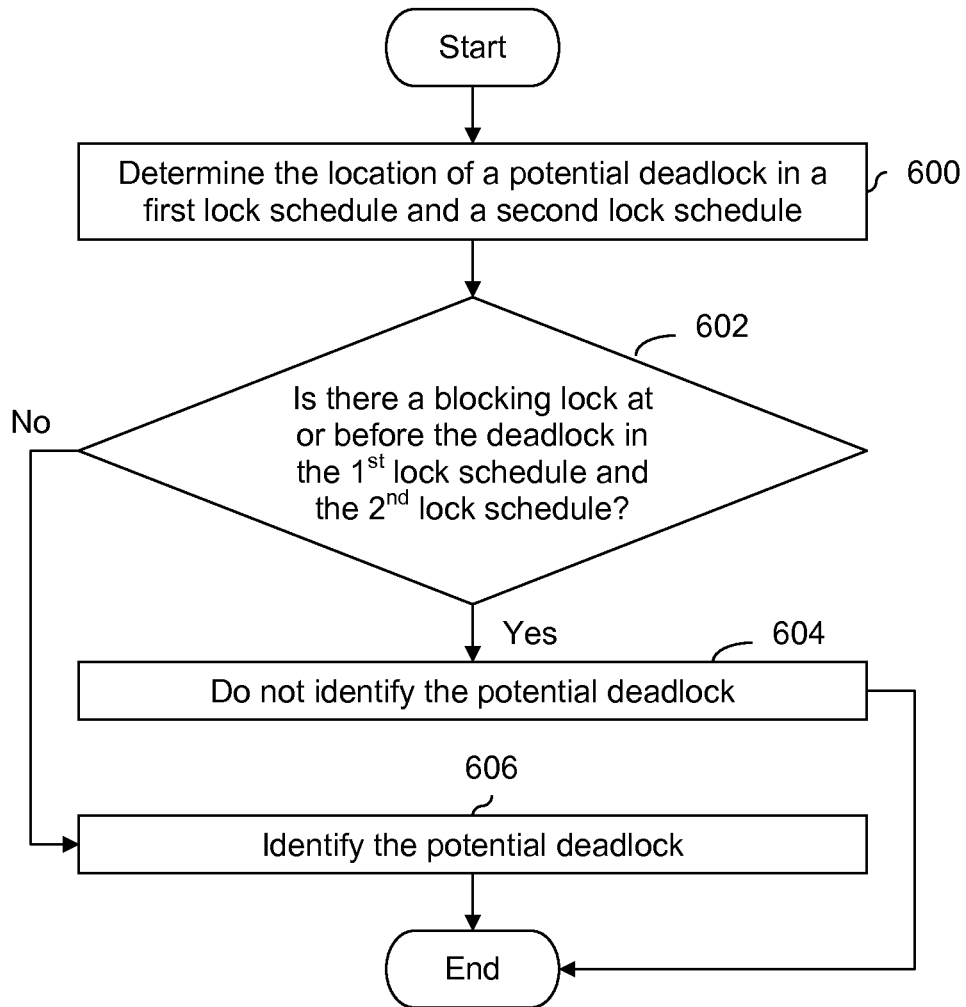 Start
Determine the location of a potential deadlock in a
first lock schedule and a second lock schedule
600
602
Is there a blocking lock at
or before the deadlock in
the 1st lock schedule and
the 2nd lock schedule?
No
Yes
604
Do not identify the potential deadlock
606
Identify the potential deadlock
End